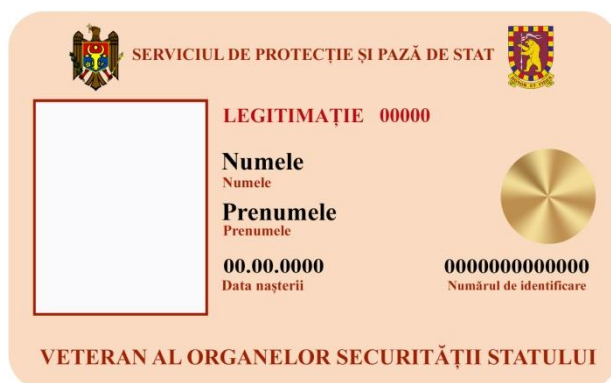 SERVICIUL DE PROTECȚIE ȘI PAZĂ DE STAT
LEGITIMAȚIE 00000
Numele
Numele
Prenumele
Prenumele
00.00.0000
Data nașterii
0000000000000
Numărul de identificare
VETERAN AL ORGANELOR SECURITĂȚII STATULUI